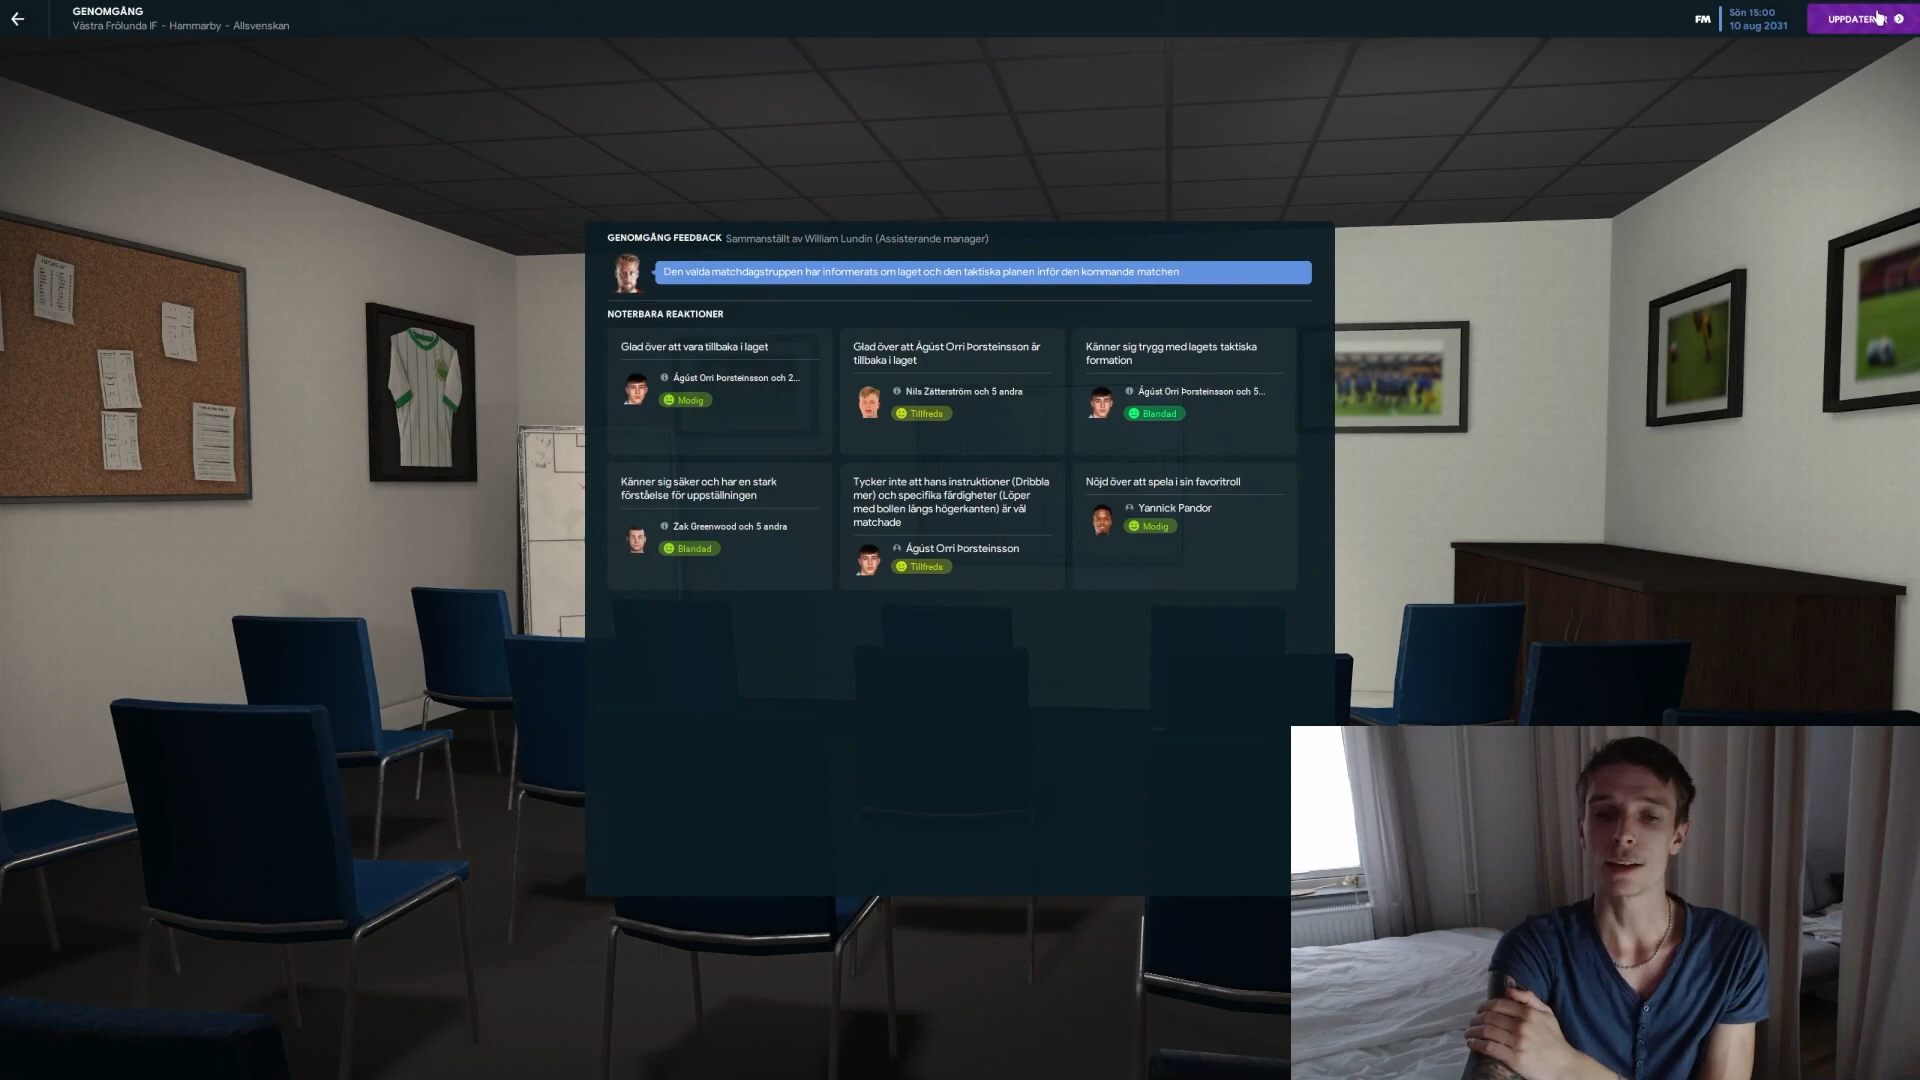 GENOMGÅNG
Västra Frölunda IF - Hammarby - Allsvenskan
FM
Sön 15:00
10 aug 2031
GENOMGÅNG FEEDBACK Sammanställt av William Lundin (Assisterande manager)
Den valda matchdagstruppen har informerats om laget och den taktiska planen inför den kommande matchen
NOTERBARA REAKTIONER
Glad över att vara tillbaka i laget
Ágúst Orri Þorsteinsson och 2...
Modig
Glad över att Ágúst Orri Þorsteinsson är
tillbaka i laget
Nils Zätterström och 5 andra
Tillfreds
Känner sig trygg med lagets taktiska
formation
Ágúst Orri Þorsteinsson och 5...
Blandad
Känner sig säker och har en stark
förståelse för uppställningen
Zak Greenwood och 5 andra
Blandad
Tycker inte att hans instruktioner (Dribbla
mer) och specifika färdigheter (Löper
med bollen längs högerkanten) är väl
matchade
Ágúst Orri Þorsteinsson
Tillfreds
Nöjd över att spela i sin favoritroll
Yannick Pandor
Modig